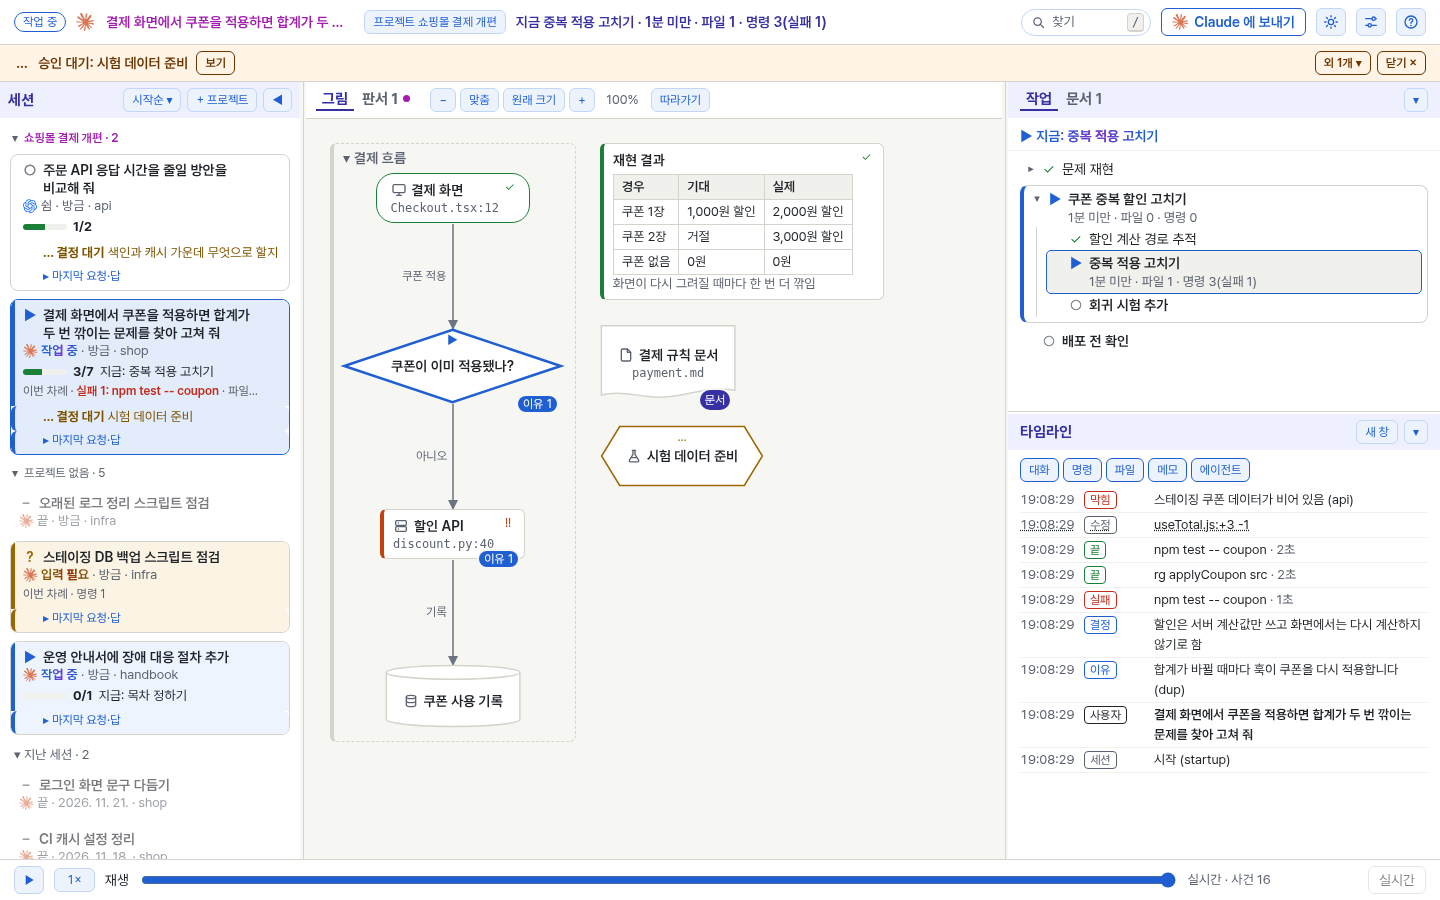 작업 중
결제 화면에서 쿠폰을 적용하면 합계가 두 ...
프로젝트 쇼핑몰 결제 개편
지금 중복 적용 고치기 · 1분 미만 · 파일 1 · 명령 3(실패 1)
찾기 /
Claude 에 보내기
... 승인 대기: 시험 데이터 준비 보기
외 1개 ▾ 닫기 ×
세션 시작순 ▾ + 프로젝트 ◀
▾ 쇼핑몰 결제 개편 · 2
주문 API 응답 시간을 줄일 방안을
비교해 줘
쉼 · 방금 · api
1/2
... 결정 대기 색인과 캐시 가운데 무엇으로 할지
▸ 마지막 요청·답
▶ 결제 화면에서 쿠폰을 적용하면 합계가
두 번 깎이는 문제를 찾아 고쳐 줘
작업 중 · 방금 · shop
3/7 지금: 중복 적용 고치기
이번 차례 · 실패 1: npm test -- coupon · 파일...
... 결정 대기 시험 데이터 준비
▸ 마지막 요청·답
▾ 프로젝트 없음 · 5
– 오래된 로그 정리 스크립트 점검
끝 · 방금 · infra
? 스테이징 DB 백업 스크립트 점검
입력 필요 · 방금 · infra
이번 차례 · 명령 1
▸ 마지막 요청·답
▶ 운영 안내서에 장애 대응 절차 추가
작업 중 · 방금 · handbook
0/1 지금: 목차 정하기
▸ 마지막 요청·답
▾ 지난 세션 · 2
– 로그인 화면 문구 다듬기
끝 · 2026. 11. 21. · shop
– CI 캐시 설정 정리
끝 · 2026. 11. 18. · shop
그림 판서 1
− 맞춤 원래 크기 + 100% 따라가기
▾ 결제 흐름
결제 화면 ✓
Checkout.tsx:12
쿠폰 적용
▶
쿠폰이 이미 적용됐나?
이유 1
아니오
할인 API !!
discount.py:40
이유 1
기록
쿠폰 사용 기록
재현 결과 ✓
경우 기대 실제
쿠폰 1장 1,000원 할인 2,000원 할인
쿠폰 2장 거절 3,000원 할인
쿠폰 없음 0원 0원
화면이 다시 그려질 때마다 한 번 더 깎임
결제 규칙 문서
payment.md
문서
...
시험 데이터 준비
작업 문서 1 ▾
▶ 지금: 중복 적용 고치기
▸ ✓ 문제 재현
▾ ▶ 쿠폰 중복 할인 고치기
1분 미만 · 파일 0 · 명령 0
✓ 할인 계산 경로 추적
▶ 중복 적용 고치기
1분 미만 · 파일 1 · 명령 3(실패 1)
회귀 시험 추가
배포 전 확인
타임라인 새 창 ▾
대화 명령 파일 메모 에이전트
19:08:29 막힘 스테이징 쿠폰 데이터가 비어 있음 (api)
19:08:29 수정 useTotal.js:+3 -1
19:08:29 끝 npm test -- coupon · 2초
19:08:29 끝 rg applyCoupon src · 2초
19:08:29 실패 npm test -- coupon · 1초
19:08:29 결정 할인은 서버 계산값만 쓰고 화면에서는 다시 계산하지
않기로 함
19:08:29 이유 합계가 바뀔 때마다 훅이 쿠폰을 다시 적용합니다
(dup)
19:08:29 사용자 결제 화면에서 쿠폰을 적용하면 합계가 두 번 깎이는
문제를 찾아 고쳐 줘
19:08:29 세션 시작 (startup)
▶ 1× 재생 실시간 · 사건 16 실시간